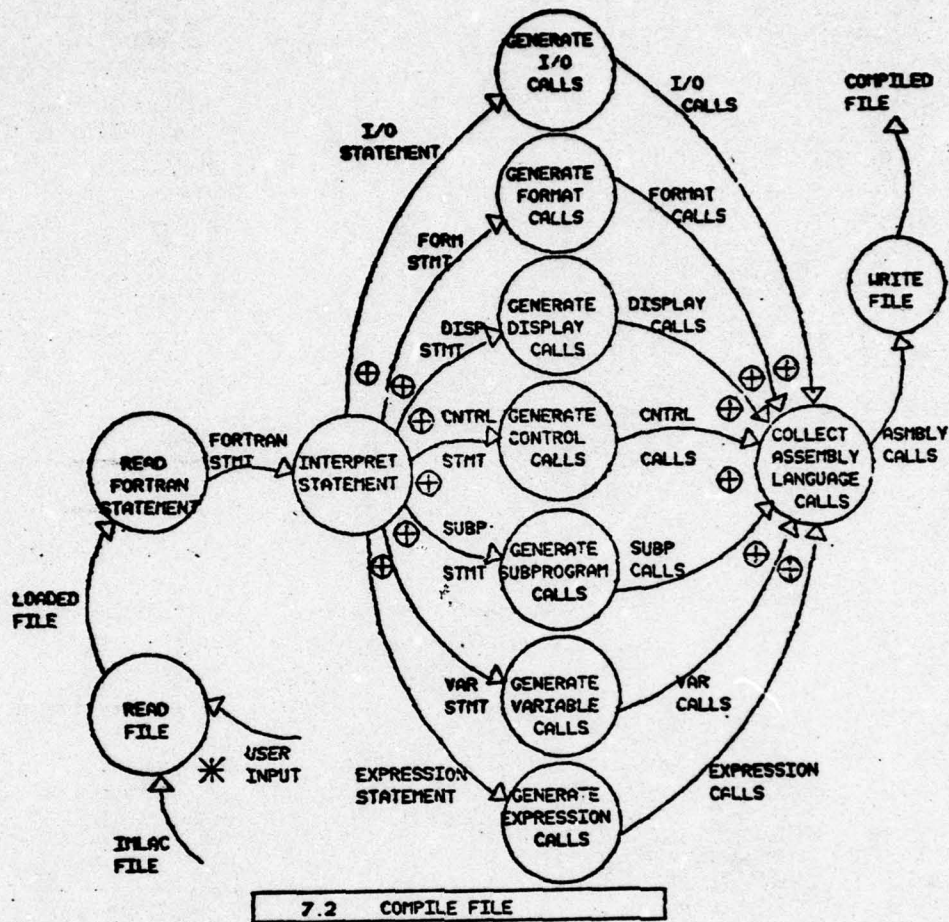 GENERATE
I/O
CALLS
I/O
CALLS
COMPILED
FILE
I/O
STATEMENT
GENERATE
FORMAT
CALLS
FORMAT
CALLS
FORM
STMT
WRITE
FILE
GENERATE
DISPLAY
CALLS
DISPLAY
CALLS
DISP
STMT
CNTRL
STMT
GENERATE
CONTROL
CALLS
CNTRL
CALLS
COLLECT
ASSEMBLY
LANGUAGE
CALLS
ASMBLY
CALLS
FORTRAN
STMT
READ
FORTRAN
STATEMENT
INTERPRET
STATEMENT
SUBP
STMT
GENERATE
SUBPROGRAM
CALLS
SUBP
CALLS
LOADED
FILE
VAR
STMT
GENERATE
VARIABLE
CALLS
VAR
CALLS
READ
FILE
* USER
INPUT
EXPRESSION
STATEMENT
GENERATE
EXPRESSION
CALLS
EXPRESSION
CALLS
IMLAC
FILE
7.2 COMPILE FILE